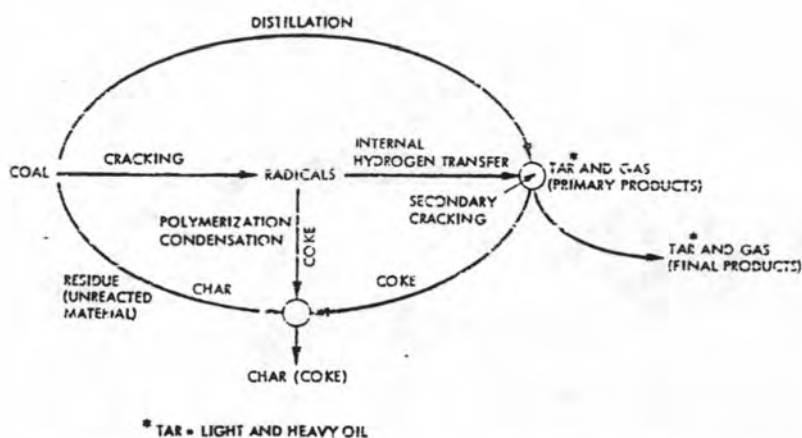 DISTILLATION
COAL
CRACKING
RADICALS
INTERNAL
HYDROGEN TRANSFER
TAR* AND GAS
(PRIMARY PRODUCTS)
SECONDARY
CRACKING
POLYMERIZATION
CONDENSATION
COKE
TAR* AND GAS
(FINAL PRODUCTS)
RESIDUE
(UNREACTED
MATERIAL)
CHAR
COKE
CHAR (COKE)
* TAR = LIGHT AND HEAVY OIL